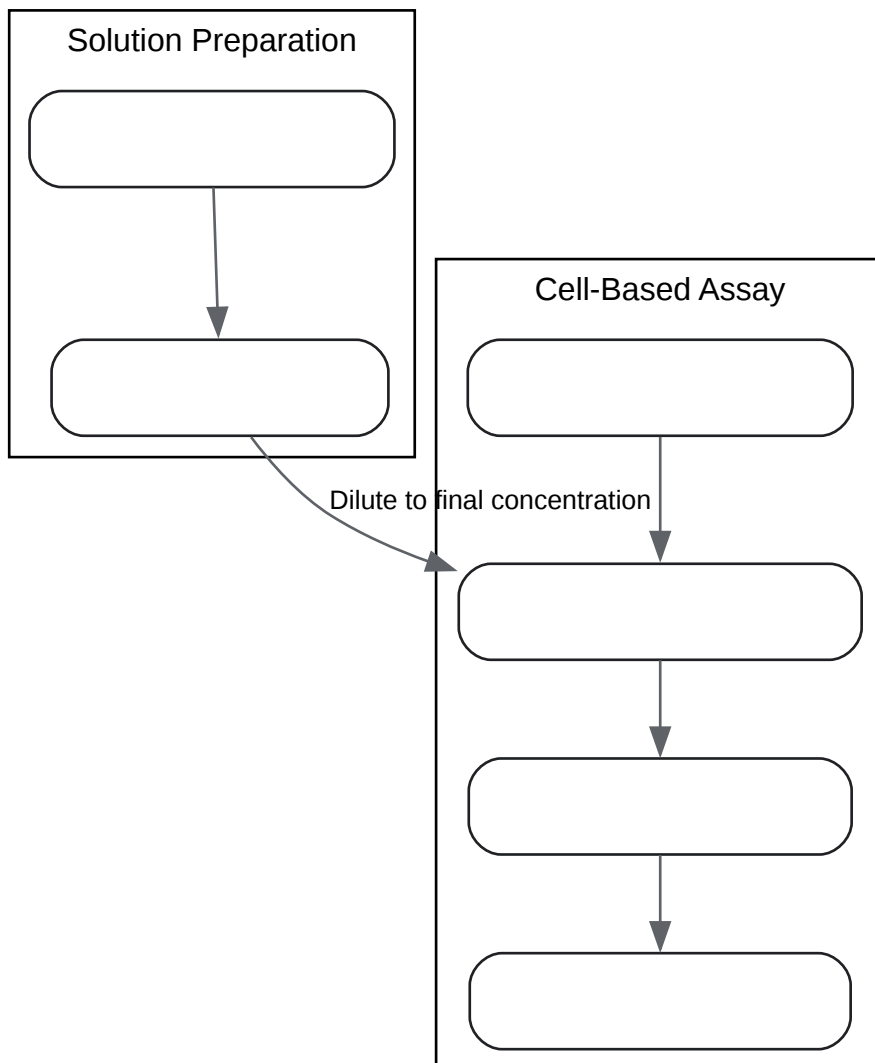 Solution Preparation
Cell-Based Assay
Dilute to final concentration